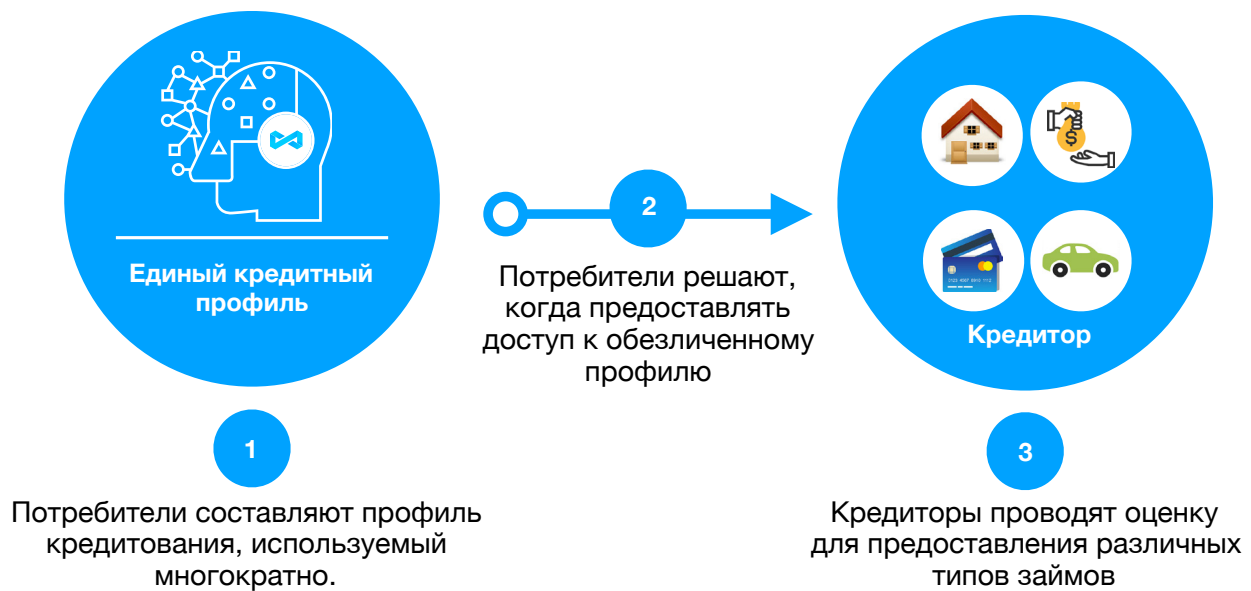 Единый кредитный
профиль
1
Потребители составляют профиль
кредитования, используемый
многократно.
2
Потребители решают,
когда предоставлять
доступ к обезличенному
профилю
$
Кредитор
3
Кредиторы проводят оценку
для предоставления различных
типов займов